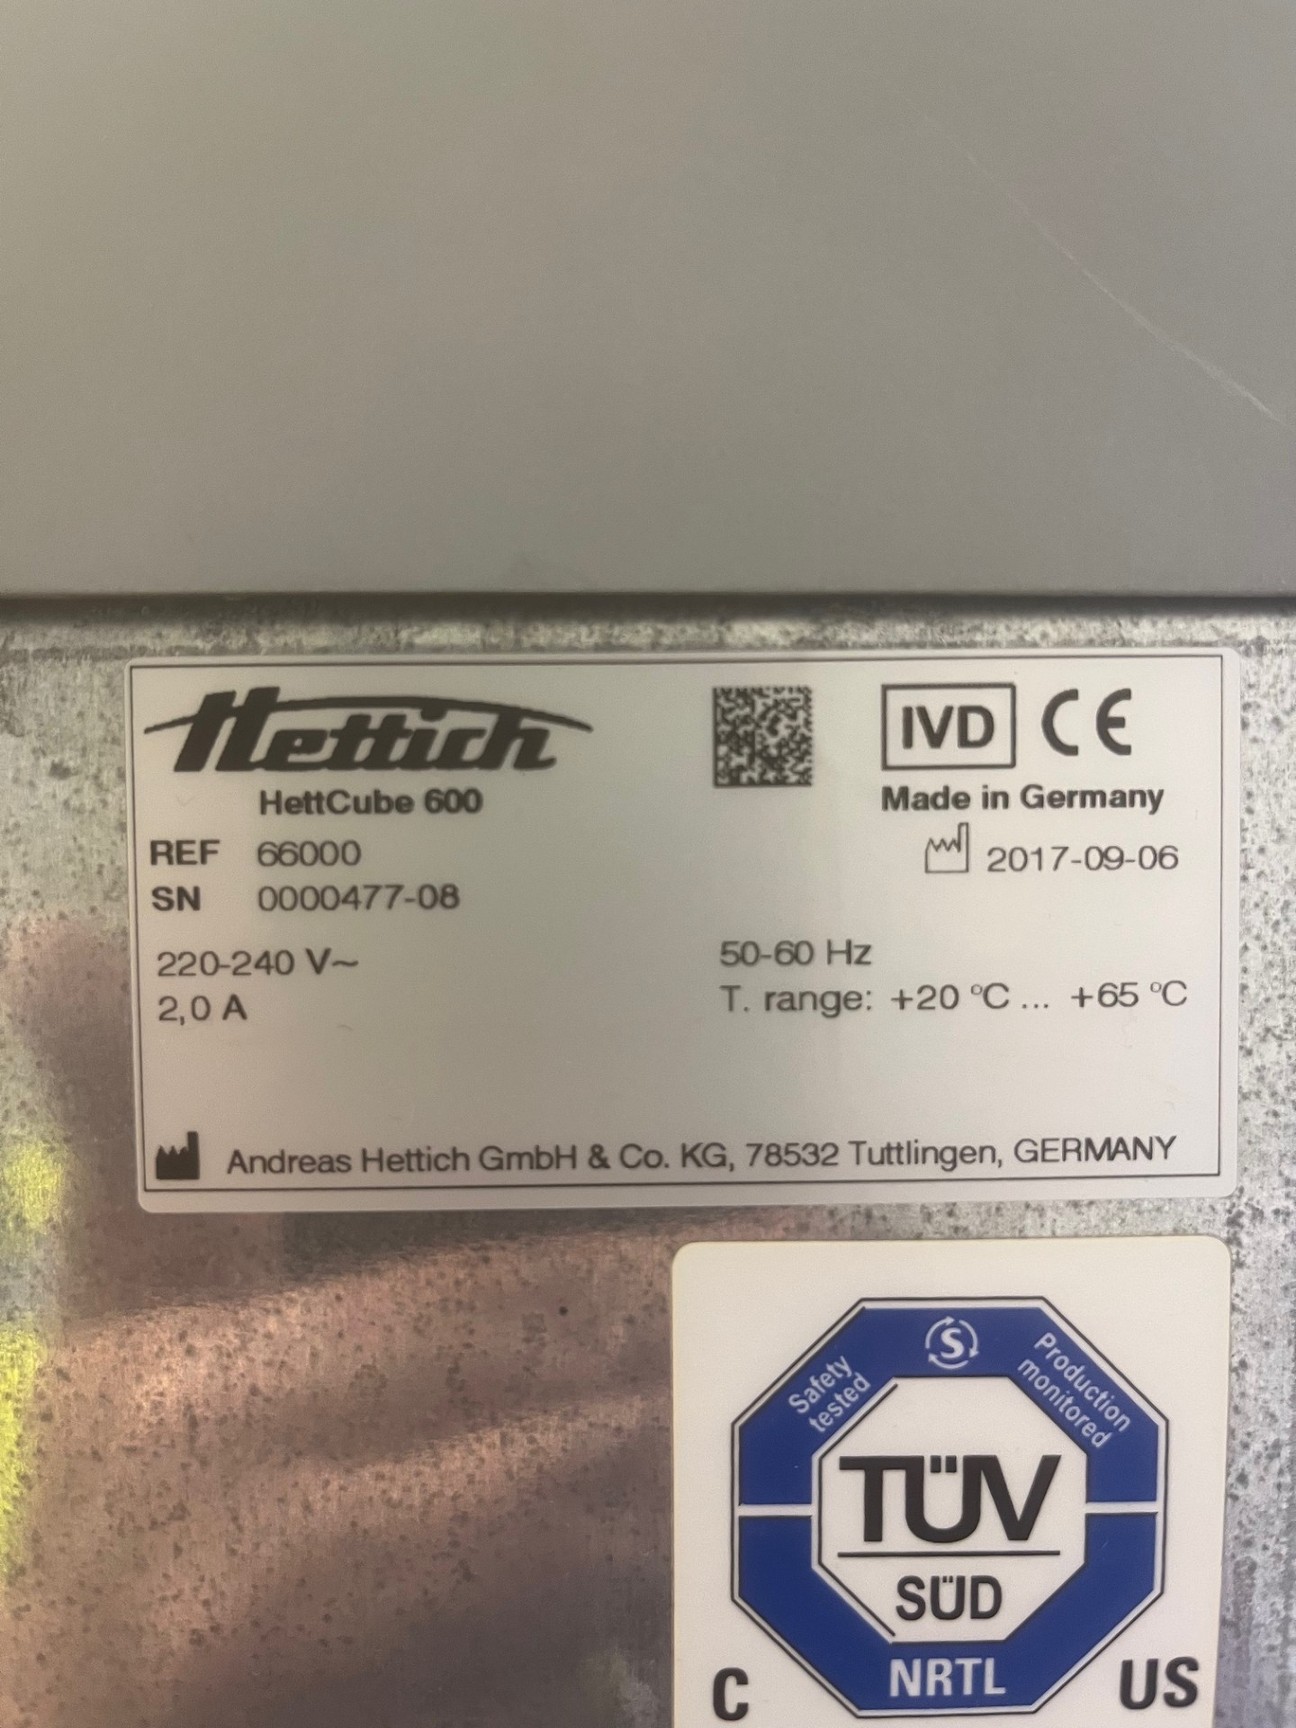 Hettich
HettCube 600
REF 66000
SN 0000477-08
220-240 V~
2,0 A
IVD CE
Made in Germany
2017-09-06
50-60 Hz
T. range: +20 °C ... +65 °C
Andreas Hettich GmbH & Co. KG, 78532 Tuttlingen, GERMANY
Safety
tested
S
Production
monitored
TÜV
SÜD
NRTL
C US